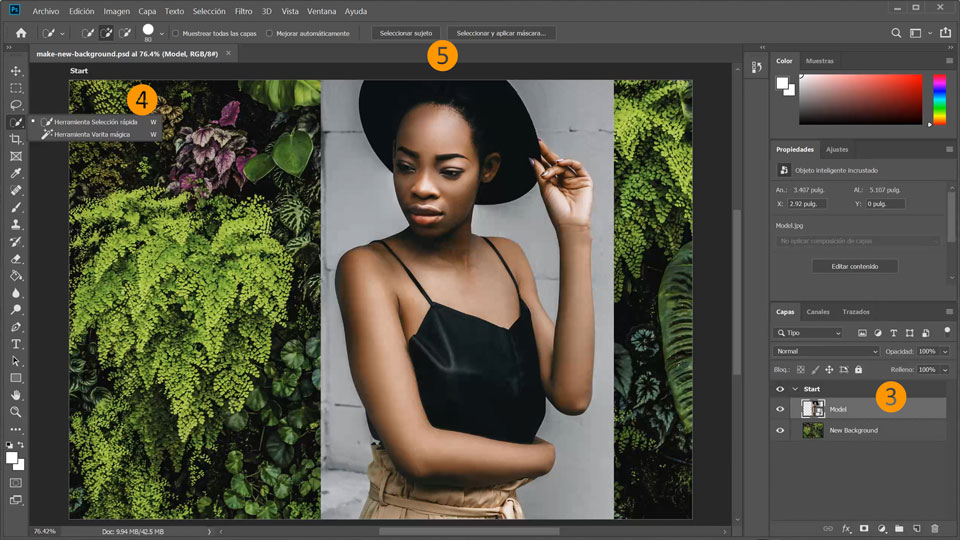 Ps Archivo Edición Imagen Capa Texto Selección Filtro 3D Vista Ventana Ayuda
80 Muestrear todas las capas Mejorar automáticamente Seleccionar sujeto Seleccionar y aplicar máscara...
make-new-background.psd al 76.4% (Model, RGB/8#) ×
5
Start
4
Herramienta Selección rápida W
Herramienta Varita mágica W
Color Muestras
Propiedades Ajustes
Objeto inteligente incrustado
An.: 3.407 pulg. Al.: 5.107 pulg.
X: 2.92 pulg. Y: 0 pulg.
Model.jpg
No aplicar composición de capas
Editar contenido
Capas Canales Trazados
Tipo
Normal Opacidad: 100%
Bloq.: Relleno: 100%
Start
3
Model
New Background
76.42% Doc: 9.94 MB/42.5 MB
fx